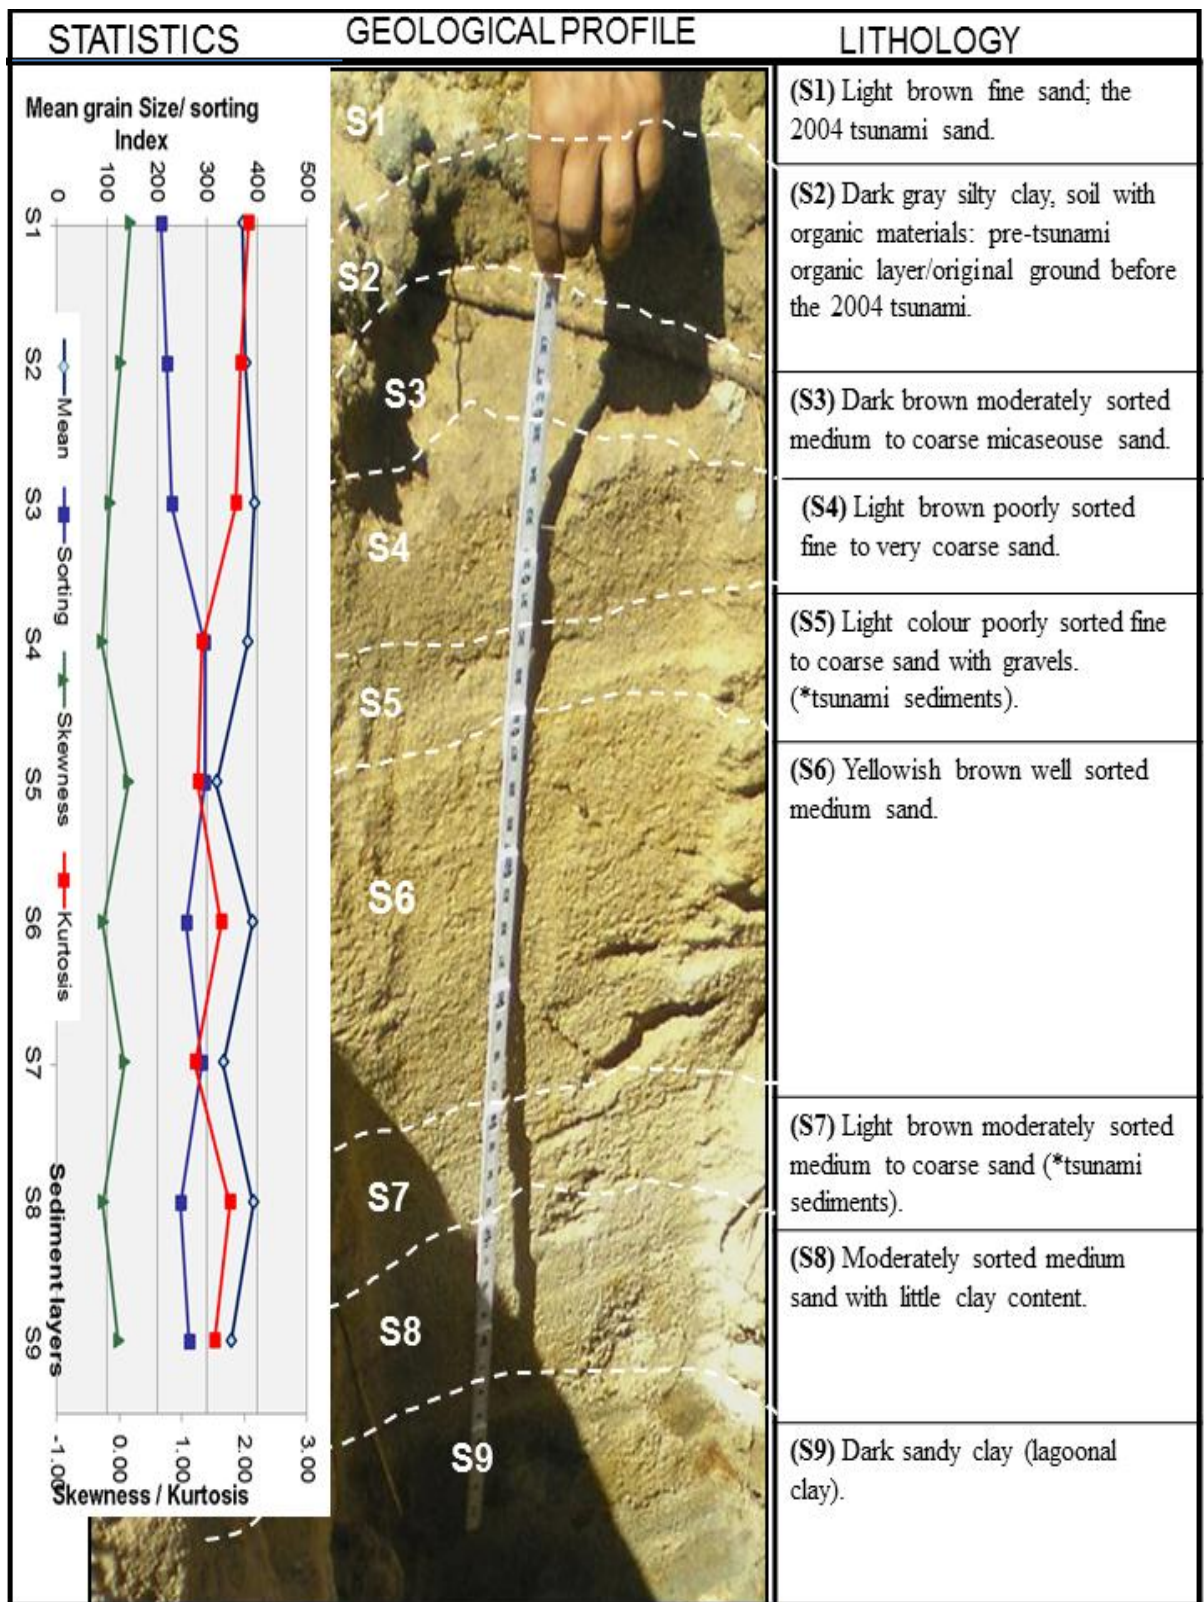 STATISTICS
GEOLOGICAL PROFILE
LITHOLOGY
Mean grain Size/ sorting
Index
0
100
200
300
400
500
S1
S2
S3
S4
S5
S6
S7
S8
S9
Mean
Sorting
Skewness
Kurtosis
Sediment layers
-1.00
0.00
1.00
2.00
3.00
Skewness / Kurtosis
S1
S2
S3
S4
S5
S6
S7
S8
S9
(S1) Light brown fine sand; the
2004 tsunami sand.
(S2) Dark gray silty clay, soil with
organic materials: pre-tsunami
organic layer/original ground before
the 2004 tsunami.
(S3) Dark brown moderately sorted
medium to coarse micaseouse sand.
(S4) Light brown poorly sorted
fine to very coarse sand.
(S5) Light colour poorly sorted fine
to coarse sand with gravels.
(*tsunami sediments).
(S6) Yellowish brown well sorted
medium sand.
(S7) Light brown moderately sorted
medium to coarse sand (*tsunami
sediments).
(S8) Moderately sorted medium
sand with little clay content.
(S9) Dark sandy clay (lagoonal
clay).